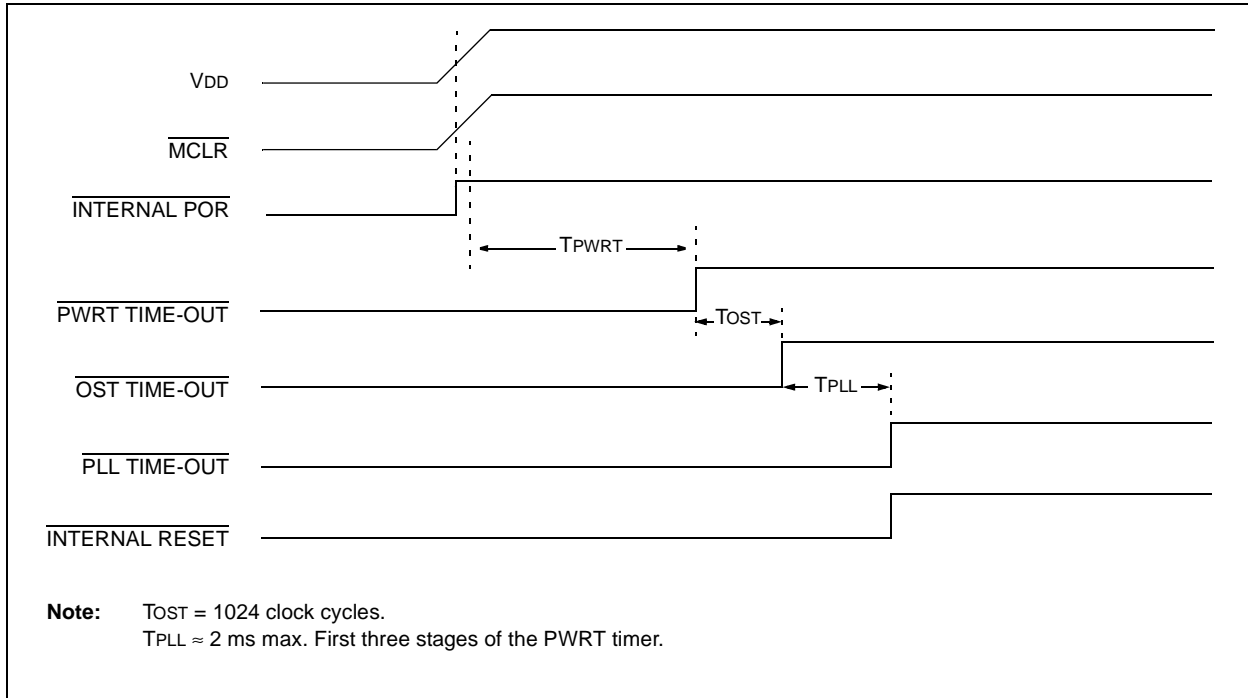 VDD
MCLR
INTERNAL POR
TPWRT
PWRT TIME-OUT
TOST
OST TIME-OUT
TPLL
PLL TIME-OUT
INTERNAL RESET
Note: TOST = 1024 clock cycles.
TPLL ≈ 2 ms max. First three stages of the PWRT timer.